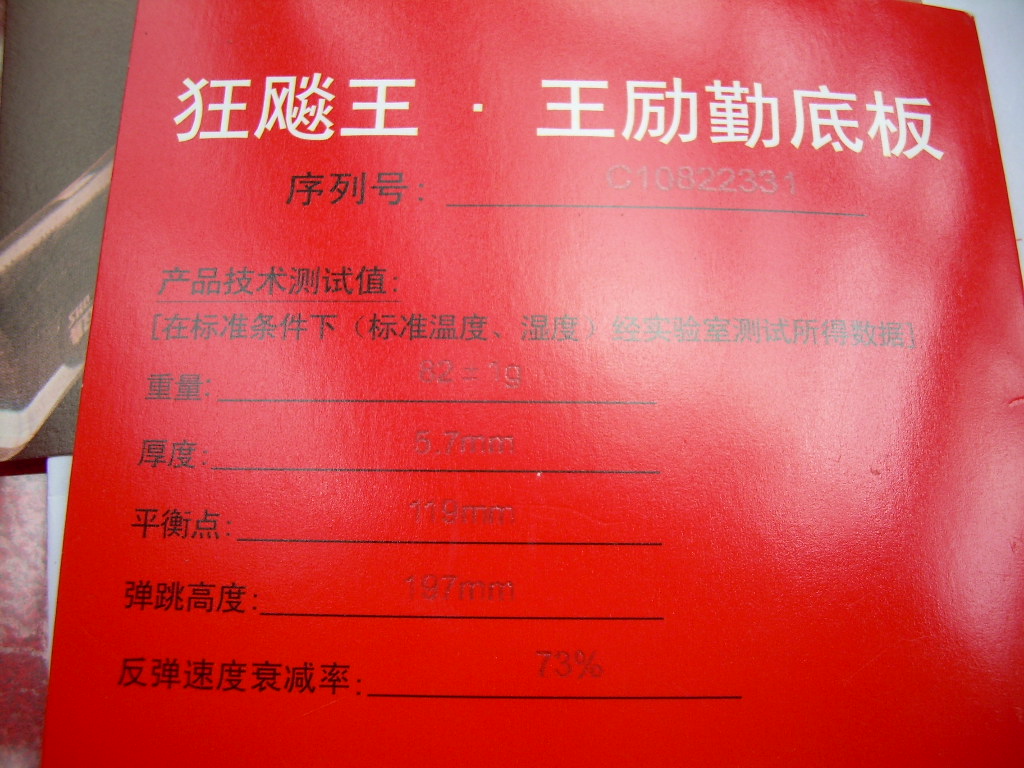 狂飚王 · 王励勤底板
序列号: C10822331
产品技术测试值:
[在标准条件下（标准温度、湿度）经实验室测试所得数据]
重量: 82±1g
厚度: 5.7mm
平衡点: 119mm
弹跳高度: 197mm
反弹速度衰减率: 73%